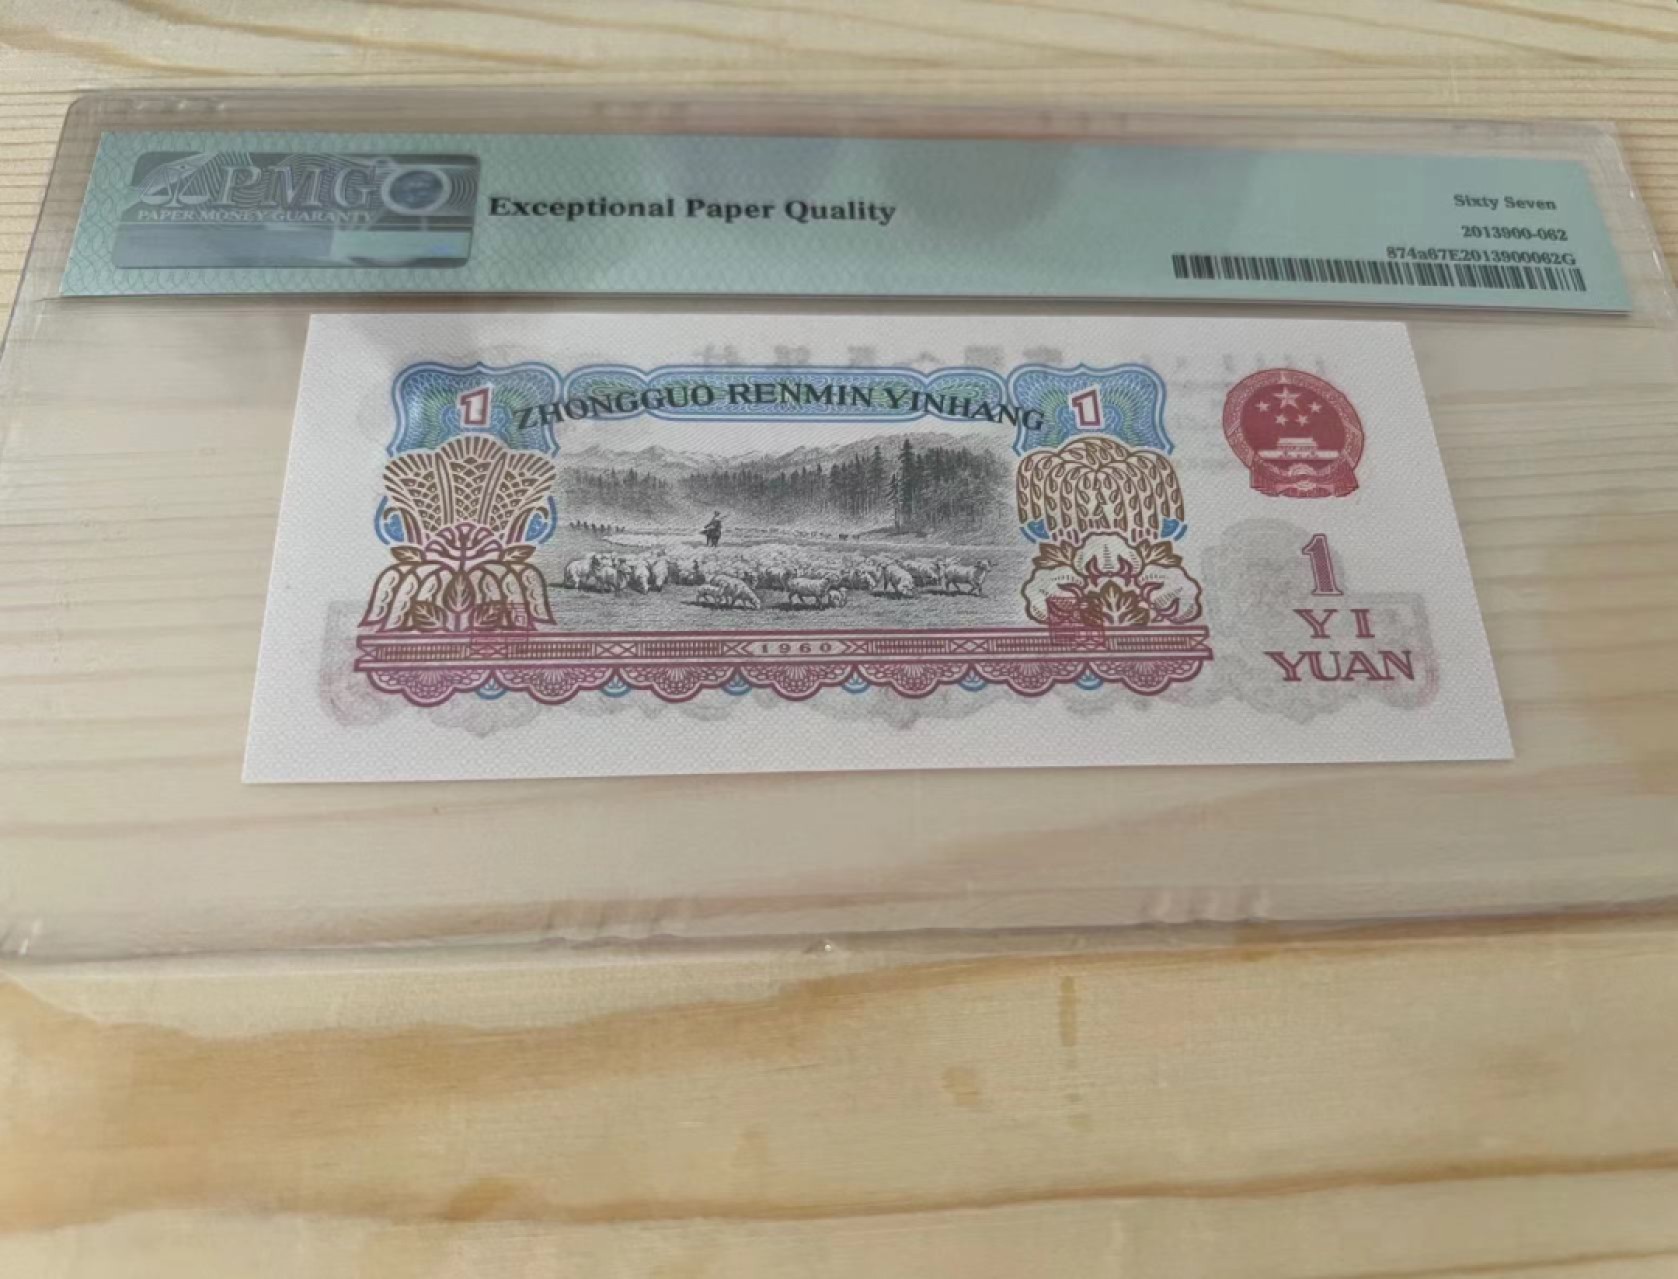 PMG
PAPER MONEY GUARANTY
Exceptional Paper Quality
Sixty Seven
2013900-062
874a67E2013900062G
1
ZHONGGUO RENMIN YINHANG
1
1960
1
YI
YUAN